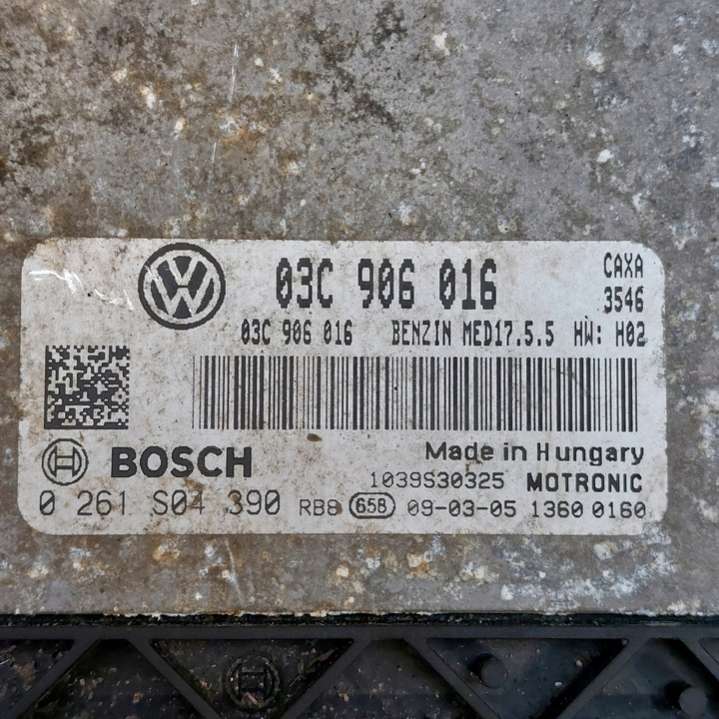 03C 906 016
CAXA
3546
03C 906 016 BENZIN MED17.5.5 HW: H02
BOSCH
Made in Hungary
1039S30325 MOTRONIC
0 261 S04 390 RB8 658 09-03-05 1360 0160